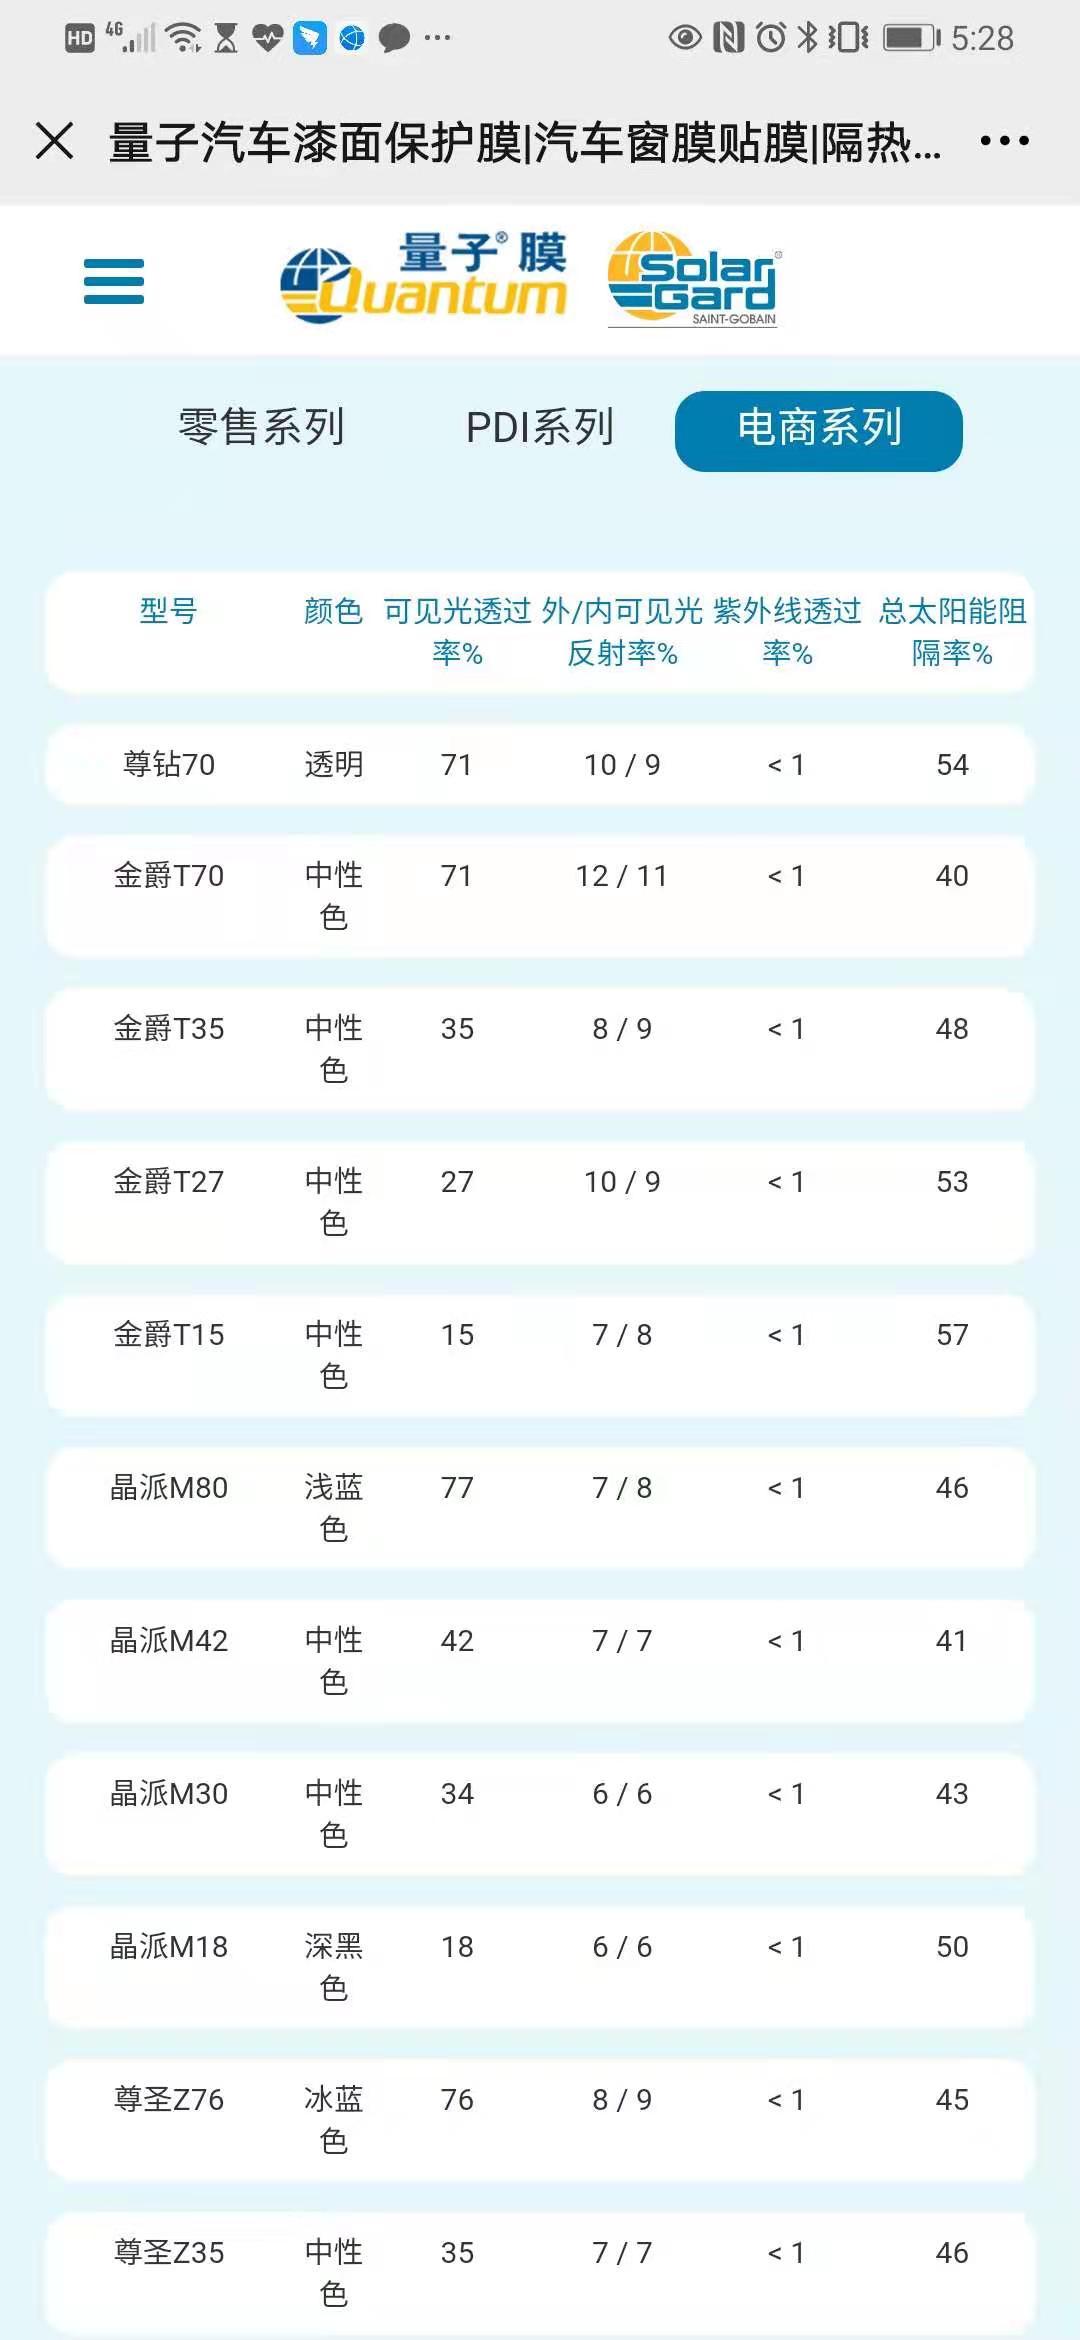 HD 4G 5:28
量子汽车漆面保护膜|汽车窗膜贴膜|隔热...
量子®膜
Quantum
Solar®
Gard
SAINT-GOBAIN
零售系列 PDI系列 电商系列
型号 颜色 可见光透过 外/内可见光 紫外线透过 总太阳能阻
率% 反射率% 率% 隔率%
尊钻70 透明 71 10 / 9 < 1 54
金爵T70 中性 71 12 / 11 < 1 40
色
金爵T35 中性 35 8 / 9 < 1 48
色
金爵T27 中性 27 10 / 9 < 1 53
色
金爵T15 中性 15 7 / 8 < 1 57
色
晶派M80 浅蓝 77 7 / 8 < 1 46
色
晶派M42 中性 42 7 / 7 < 1 41
色
晶派M30 中性 34 6 / 6 < 1 43
色
晶派M18 深黑 18 6 / 6 < 1 50
色
尊圣Z76 冰蓝 76 8 / 9 < 1 45
色
尊圣Z35 中性 35 7 / 7 < 1 46
色